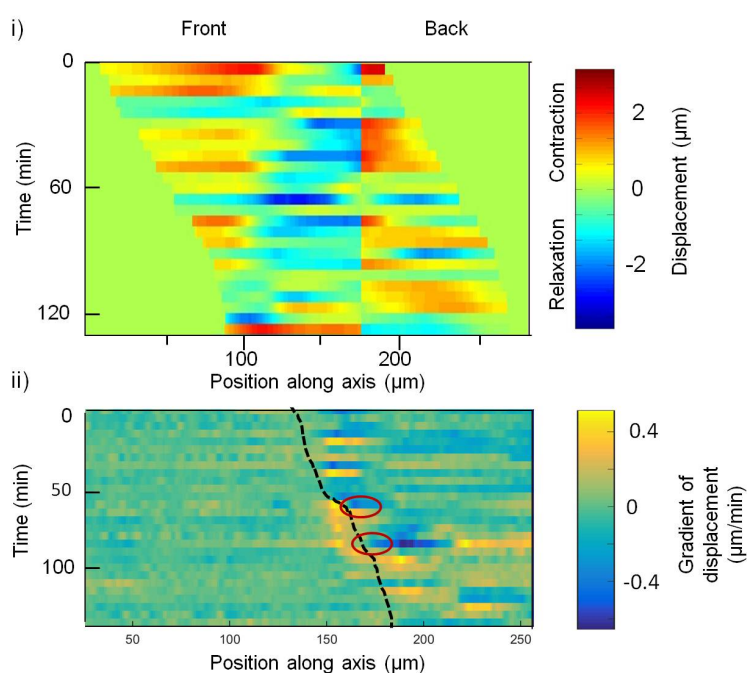 i)
Front
Back
0
60
120
Time (min)
100
200
Position along axis (µm)
Contraction
Relaxation
2
0
-2
Displacement (µm)
ii)
0
50
100
Time (min)
50
100
150
200
250
Position along axis (µm)
0.4
0
-0.4
Gradient of
displacement
(µm/min)